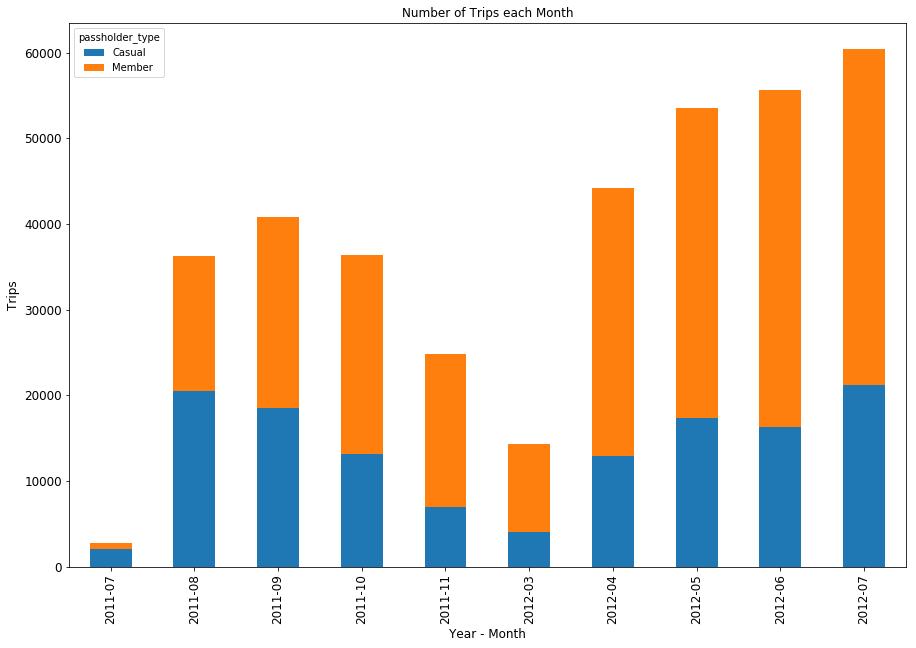 Number of Trips each Month
passholder_type
Casual
Member
Trips
60000
50000
40000
30000
20000
10000
0
2011-07
2011-08
2011-09
2011-10
2011-11
2012-03
2012-04
2012-05
2012-06
2012-07
Year - Month